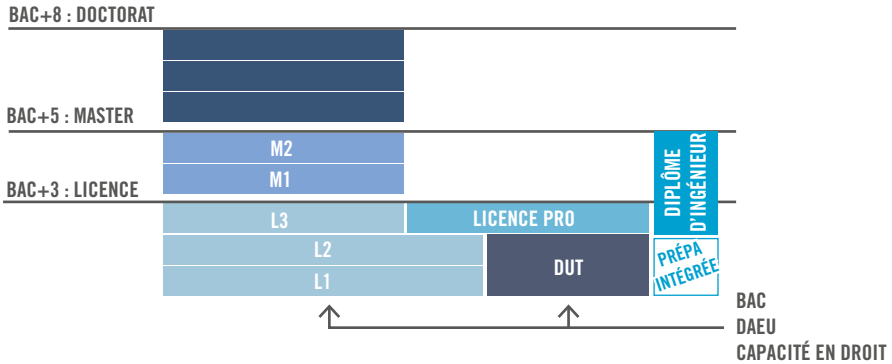 BAC+8 : DOCTORAT
BAC+5 : MASTER
M2
M1
BAC+3 : LICENCE
L3
LICENCE PRO
L2
L1
DUT
DIPLÔME
D'INGÉNIEUR
PRÉPA
INTÉGRÉE
BAC
DAEU
CAPACITÉ EN DROIT